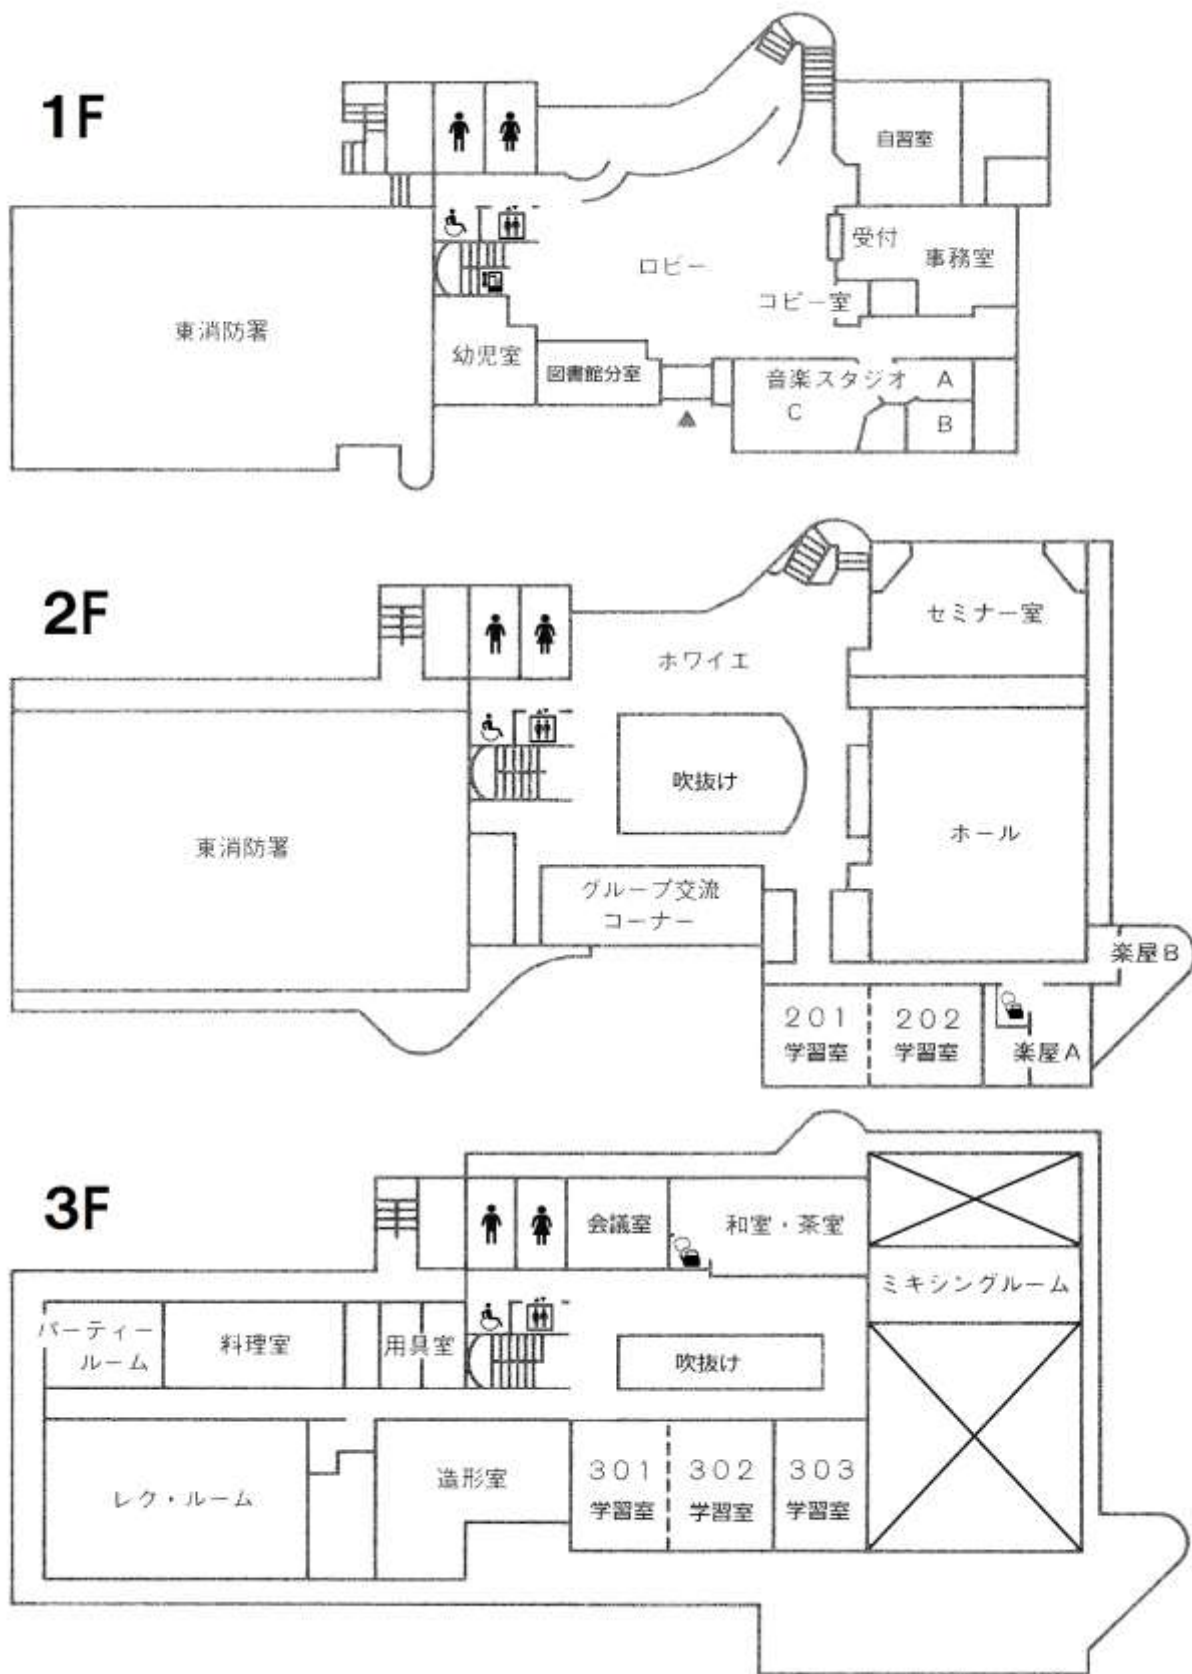 1F
自習室
受付
事務室
ロビー
コピー室
東消防署
幼児室
図書館分室
音楽スタジオ A
C
B
2F
セミナー室
ホワイエ
吹抜け
ホール
東消防署
グループ交流
コーナー
楽屋B
201
学習室
202
学習室
楽屋A
3F
会議室
和室・茶室
ミキシングルーム
パーティー
ルーム
料理室
用具室
吹抜け
レク・ルーム
造形室
301
学習室
302
学習室
303
学習室